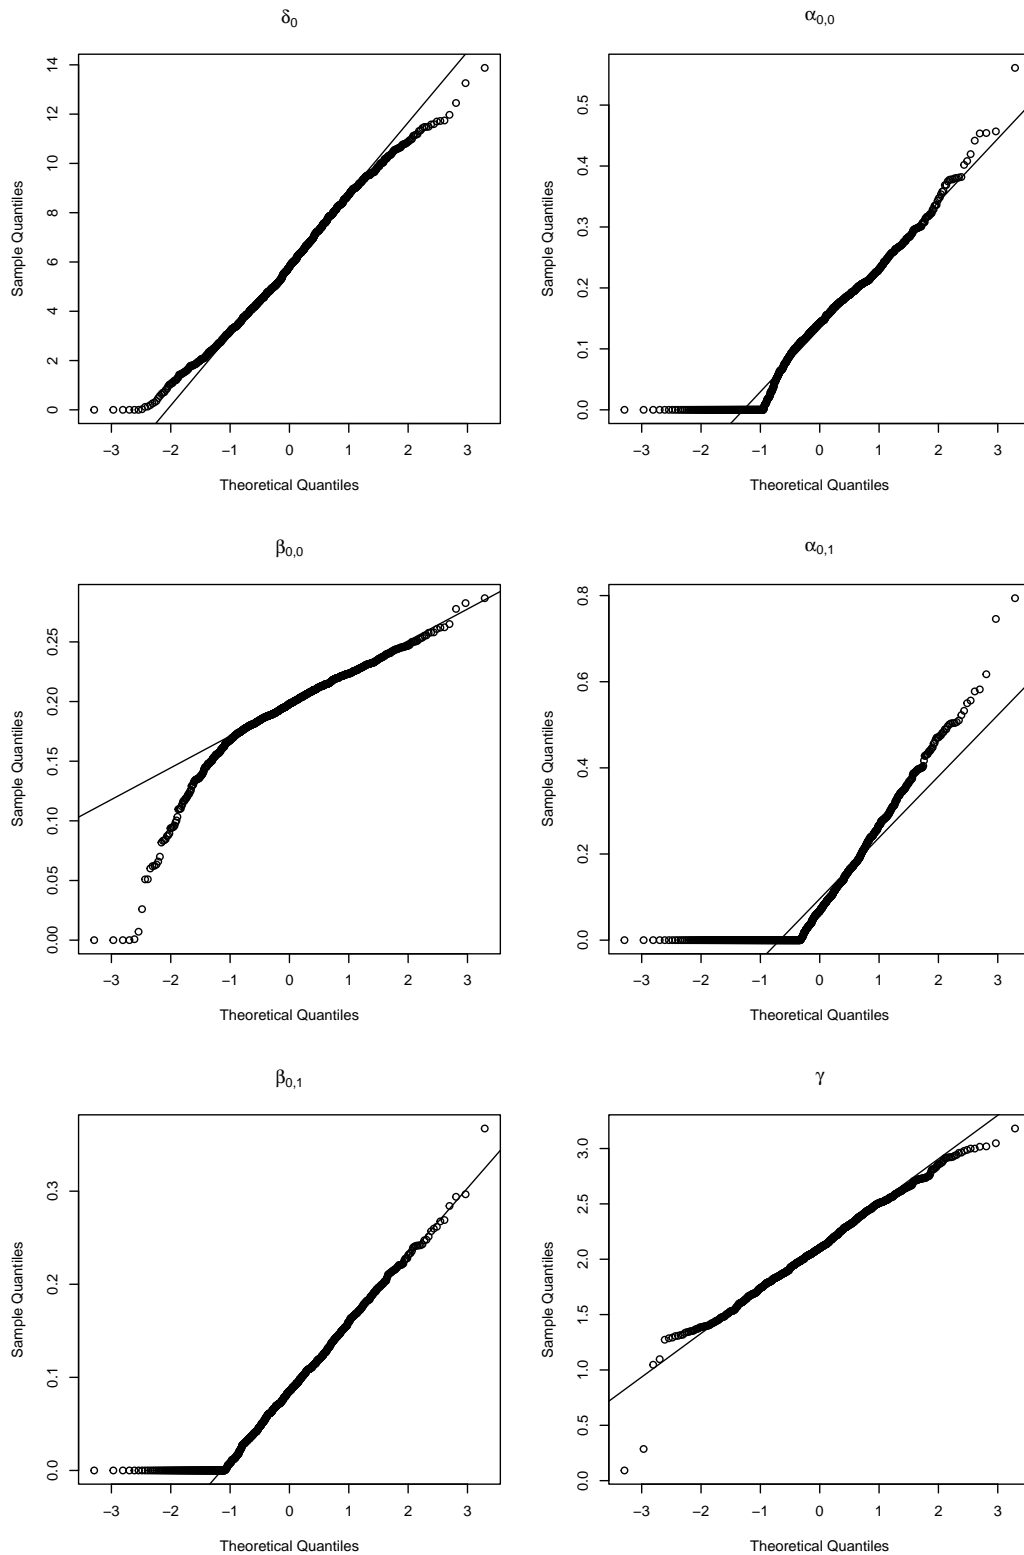 δ0
14
12
10
8
6
4
2
0
Sample Quantiles
−3 −2 −1 0 1 2 3
Theoretical Quantiles
α0,0
0.5
0.4
0.3
0.2
0.1
0.0
Sample Quantiles
−3 −2 −1 0 1 2 3
Theoretical Quantiles
β0,0
0.25
0.20
0.15
0.10
0.05
0.00
Sample Quantiles
−3 −2 −1 0 1 2 3
Theoretical Quantiles
α0,1
0.8
0.6
0.4
0.2
0.0
Sample Quantiles
−3 −2 −1 0 1 2 3
Theoretical Quantiles
β0,1
0.3
0.2
0.1
0.0
Sample Quantiles
−3 −2 −1 0 1 2 3
Theoretical Quantiles
γ
3.0
2.5
2.0
1.5
1.0
0.5
0.0
Sample Quantiles
−3 −2 −1 0 1 2 3
Theoretical Quantiles